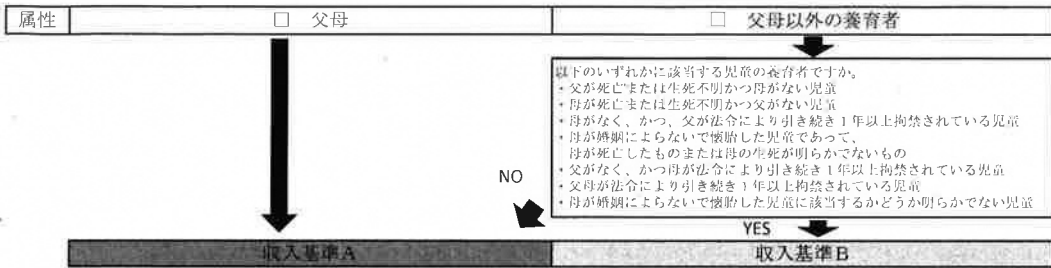 属性 □ 父母 □ 父母以外の養育者
以下のいずれかに該当する児童の養育者ですか。
・父が死亡または生死不明かつ母がない児童
・母が死亡または生死不明かつ父がない児童
・母がなく、かつ、父が法令により引き続き1年以上拘禁されている児童
・母が婚姻によらないで懐胎した児童であって、
母が死亡したものまたは母の生死が明らかでないもの
・父がなく、かつ母が法令により引き続き1年以上拘禁されている児童
・父母が法令により引き続き1年以上拘禁されている児童
・母が婚姻によらないで懐胎した児童に該当するかどうか明らかでない児童
NO
YES
収入基準A 収入基準B